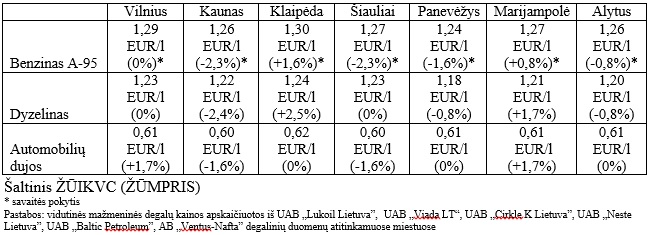 Vilnius Kaunas Klaipėda Šiauliai Panevėžys Marijampolė Alytus
1,29 1,26 1,30 1,27 1,24 1,27 1,26
EUR/l EUR/l EUR/l EUR/l EUR/l EUR/l EUR/l
Benzinas A-95 (0%)* (-2,3%)* (+1,6%)* (-2,3%)* (-1,6%)* (+0,8%)* (-0,8%)*
1,23 1,22 1,24 1,23 1,18 1,21 1,20
EUR/l EUR/l EUR/l EUR/l EUR/l EUR/l EUR/l
Dyzelinas (0%) (-2,4%) (+2,5%) (0%) (-0,8%) (+1,7%) (-0,8%)
0,61 0,60 0,62 0,60 0,61 0,61 0,61
Automobilių EUR/l EUR/l EUR/l EUR/l EUR/l EUR/l EUR/l
dujos (+1,7%) (-1,6%) (0%) (-1,6%) (0%) (+1,7%) (0%)
Šaltinis ŽŪIKVC (ŽŪMPRIS)
* savaitės pokytis
Pastabos: vidutinės mažmeninės degalų kainos apskaičiuotos iš UAB „Lukoil Lietuva”, UAB „Viada LT“, UAB „Cirkle K Lietuva”, UAB „Neste
Lietuva”, UAB „Baltic Petroleum”, AB „Ventus-Nafta” degalinių duomenų atitinkamuose miestuose